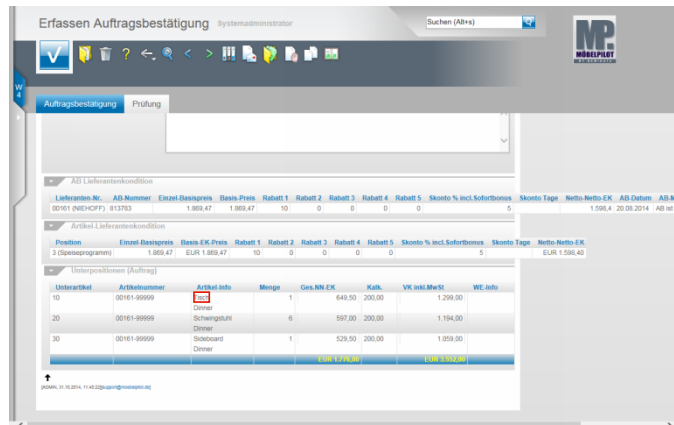 Erfassen Auftragsbestätigung Systemadministrator
Suchen (Alt+s)
MP
MÖBELPILOT
W
4
Auftragsbestätigung Prüfung
AB Lieferantenkondition
Lieferanten-Nr. AB-Nummer Einzel-Basispreis Basis-Preis Rabatt 1 Rabatt 2 Rabatt 3 Rabatt 4 Rabatt 5 Skonto % incl.Sofortbonus Skonto Tage Netto-Netto-EK AB-Datum AB-N
00161 (NIEHOFF) 813783 1.869,47 1.869,47 10 0 0 0 0 5 1.598,4 20.08.2014 AB ist
Artikel-Lieferantenkondition
Position Einzel-Basispreis Basis-EK-Preis Rabatt 1 Rabatt 2 Rabatt 3 Rabatt 4 Rabatt 5 Skonto % incl.Sofortbonus Skonto Tage Netto-Netto-EK
3 (Speiseprogramm) 1.869,47 EUR 1.869,47 10 0 0 0 0 5 EUR 1.598,40
Unterpositionen (Auftrag)
Unterartikel Artikelnummer Artikel-Info Menge Ges.NN-EK Kalk. VK inkl.MwSt WE-Info
10 00161-99999 Tisch 1 649,50 200,00 1.299,00
Dinner
20 00161-99999 Schwingstuhl 6 597,00 200,00 1.194,00
Dinner
30 00161-99999 Sideboard 1 529,50 200,00 1.059,00
Dinner
EUR 1.776,00 EUR 3.552,00